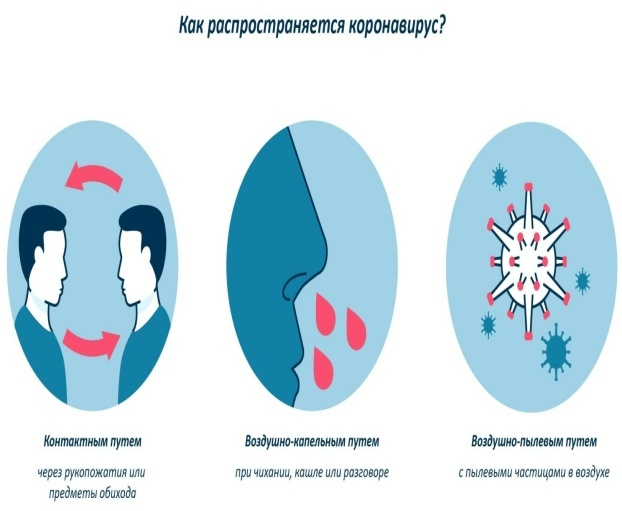 Как распространяется коронавирус?
Контактным путем
через рукопожатия или
предметы обихода
Воздушно-капельным путем
при чихании, кашле или разговоре
Воздушно-пылевым путем
с пылевыми частицами в воздухе